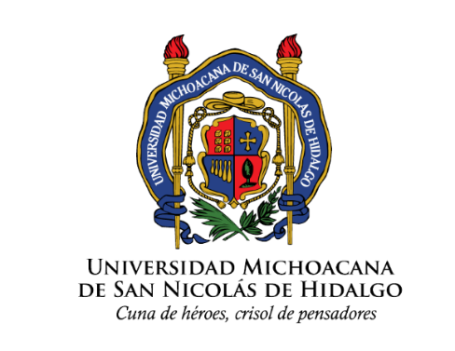 UNIVERSIDAD MICHOACANA DE SAN NICOLÁS DE HIDALGO
UNIVERSIDAD MICHOACANA
DE SAN NICOLÁS DE HIDALGO
Cuna de héroes, crisol de pensadores